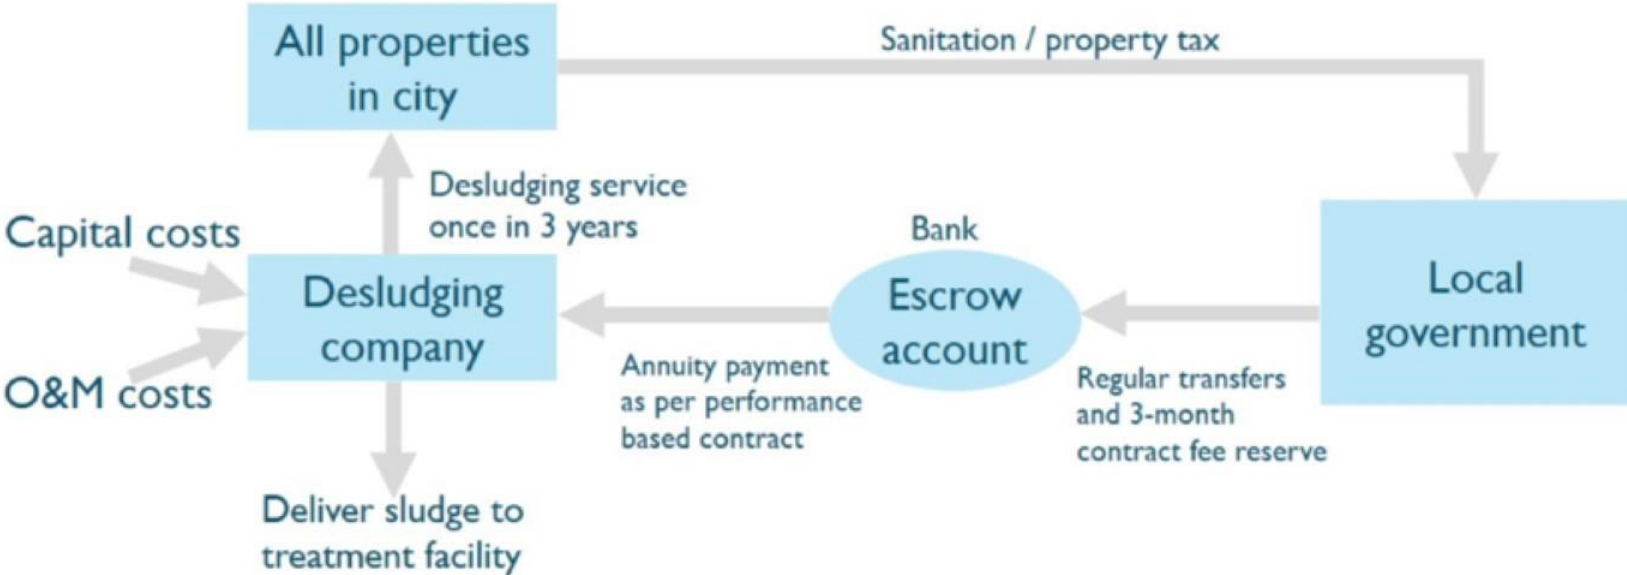 All properties
in city
Sanitation / property tax
Desludging service
once in 3 years
Capital costs
Bank
Desludging
company
Escrow
account
Local
government
O&M costs
Annuity payment
as per performance
based contract
Regular transfers
and 3-month
contract fee reserve
Deliver sludge to
treatment facility